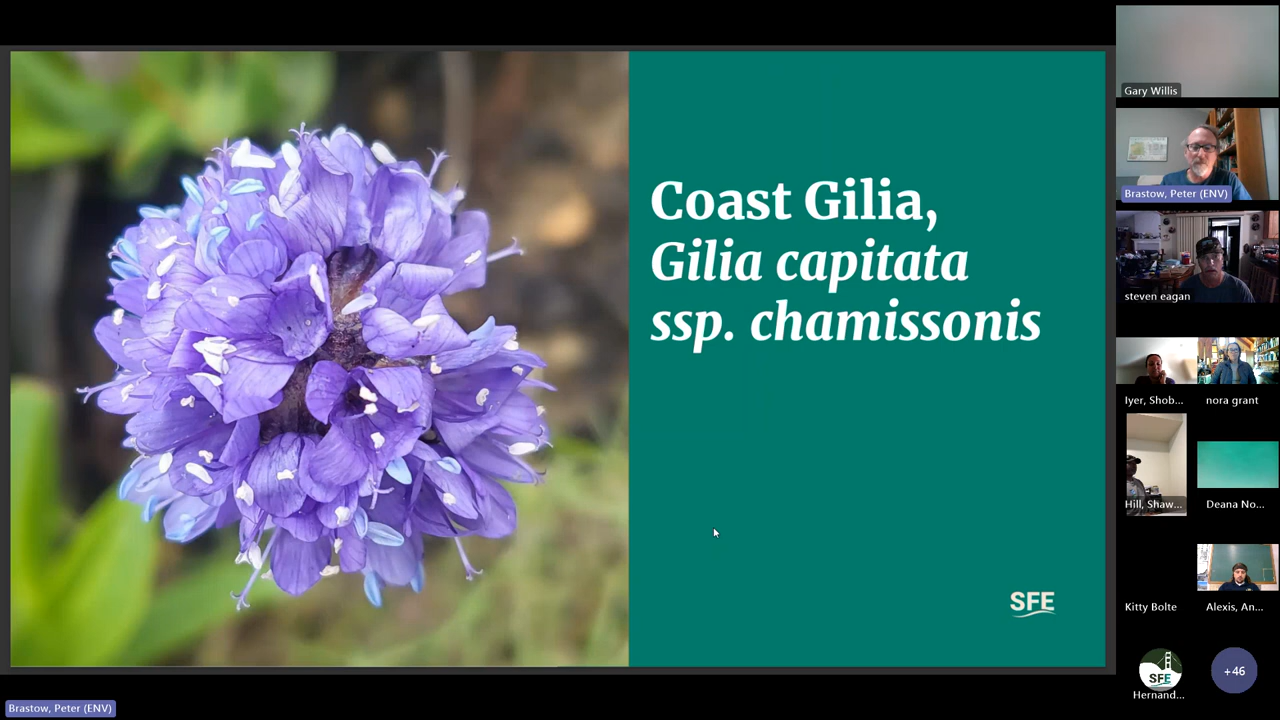 Coast Gilia,
Gilia capitata
ssp. chamissonis
SFE
Gary Willis
Brastow, Peter (ENV)
steven eagan
Iyer, Shob...
nora grant
Hill, Shaw...
Deana No...
Kitty Bolte
Alexis, An...
SFE
Hernand...
+46
Brastow, Peter (ENV)